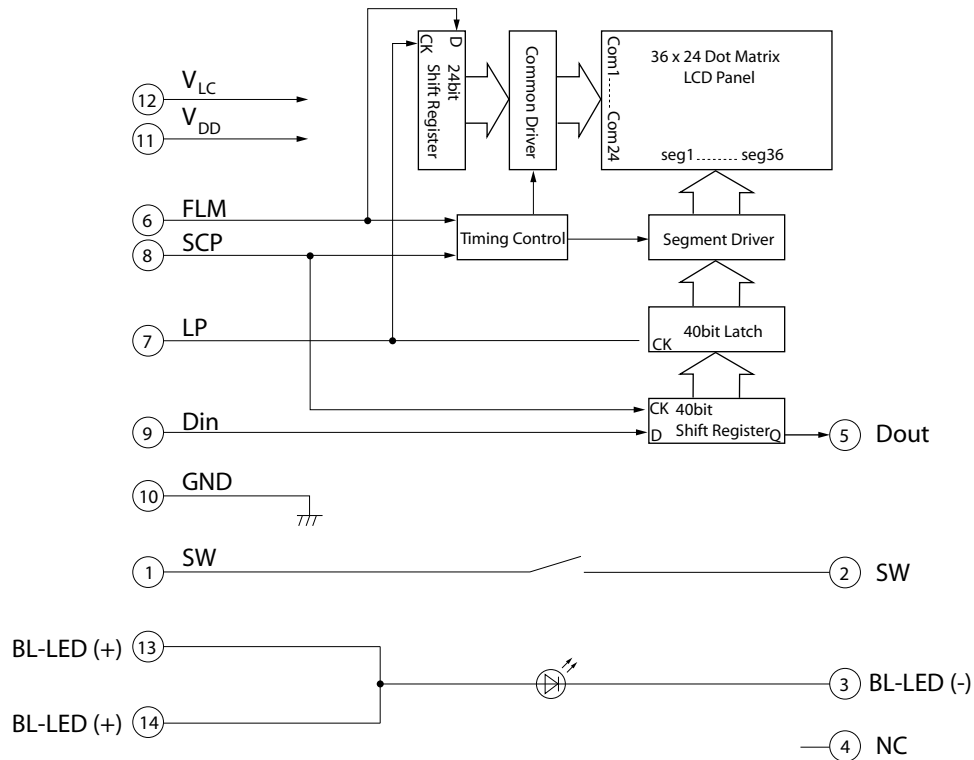 D
CK
24bit
Shift Register
Common Driver
Com1......Com24
36 x 24 Dot Matrix
LCD Panel
seg1........ seg36
12 VLC
11 VDD
6 FLM
Timing Control
Segment Driver
8 SCP
7 LP
40bit Latch
CK
9 Din
CK 40bit
D Shift Register Q
5 Dout
10 GND
1 SW
2 SW
BL-LED (+) 13
3 BL-LED (-)
BL-LED (+) 14
4 NC